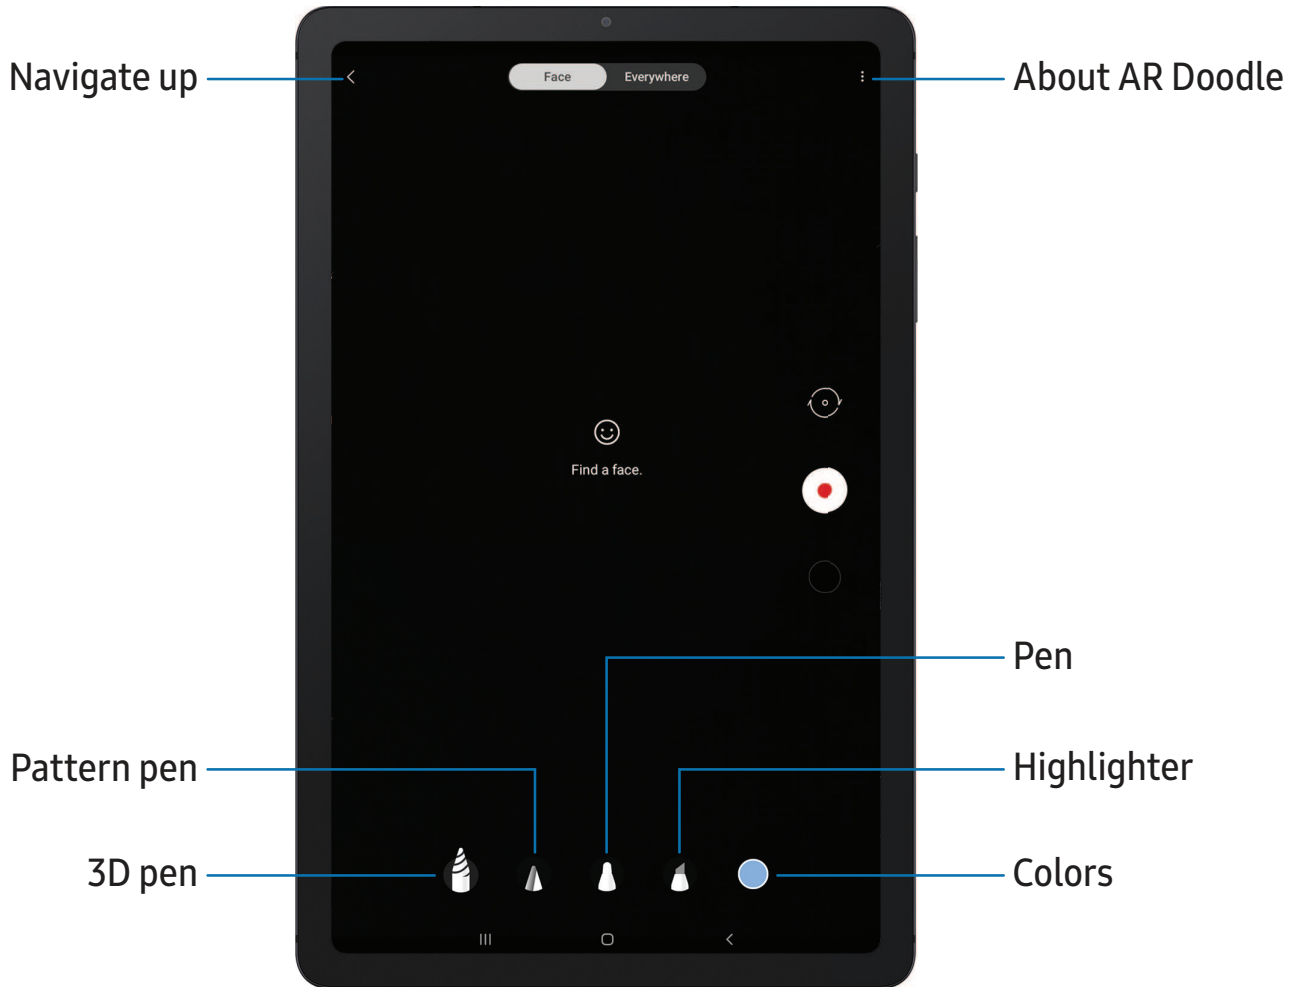 Navigate up
Face
Everywhere
About AR Doodle
Find a face.
Pen
Pattern pen
Highlighter
3D pen
Colors